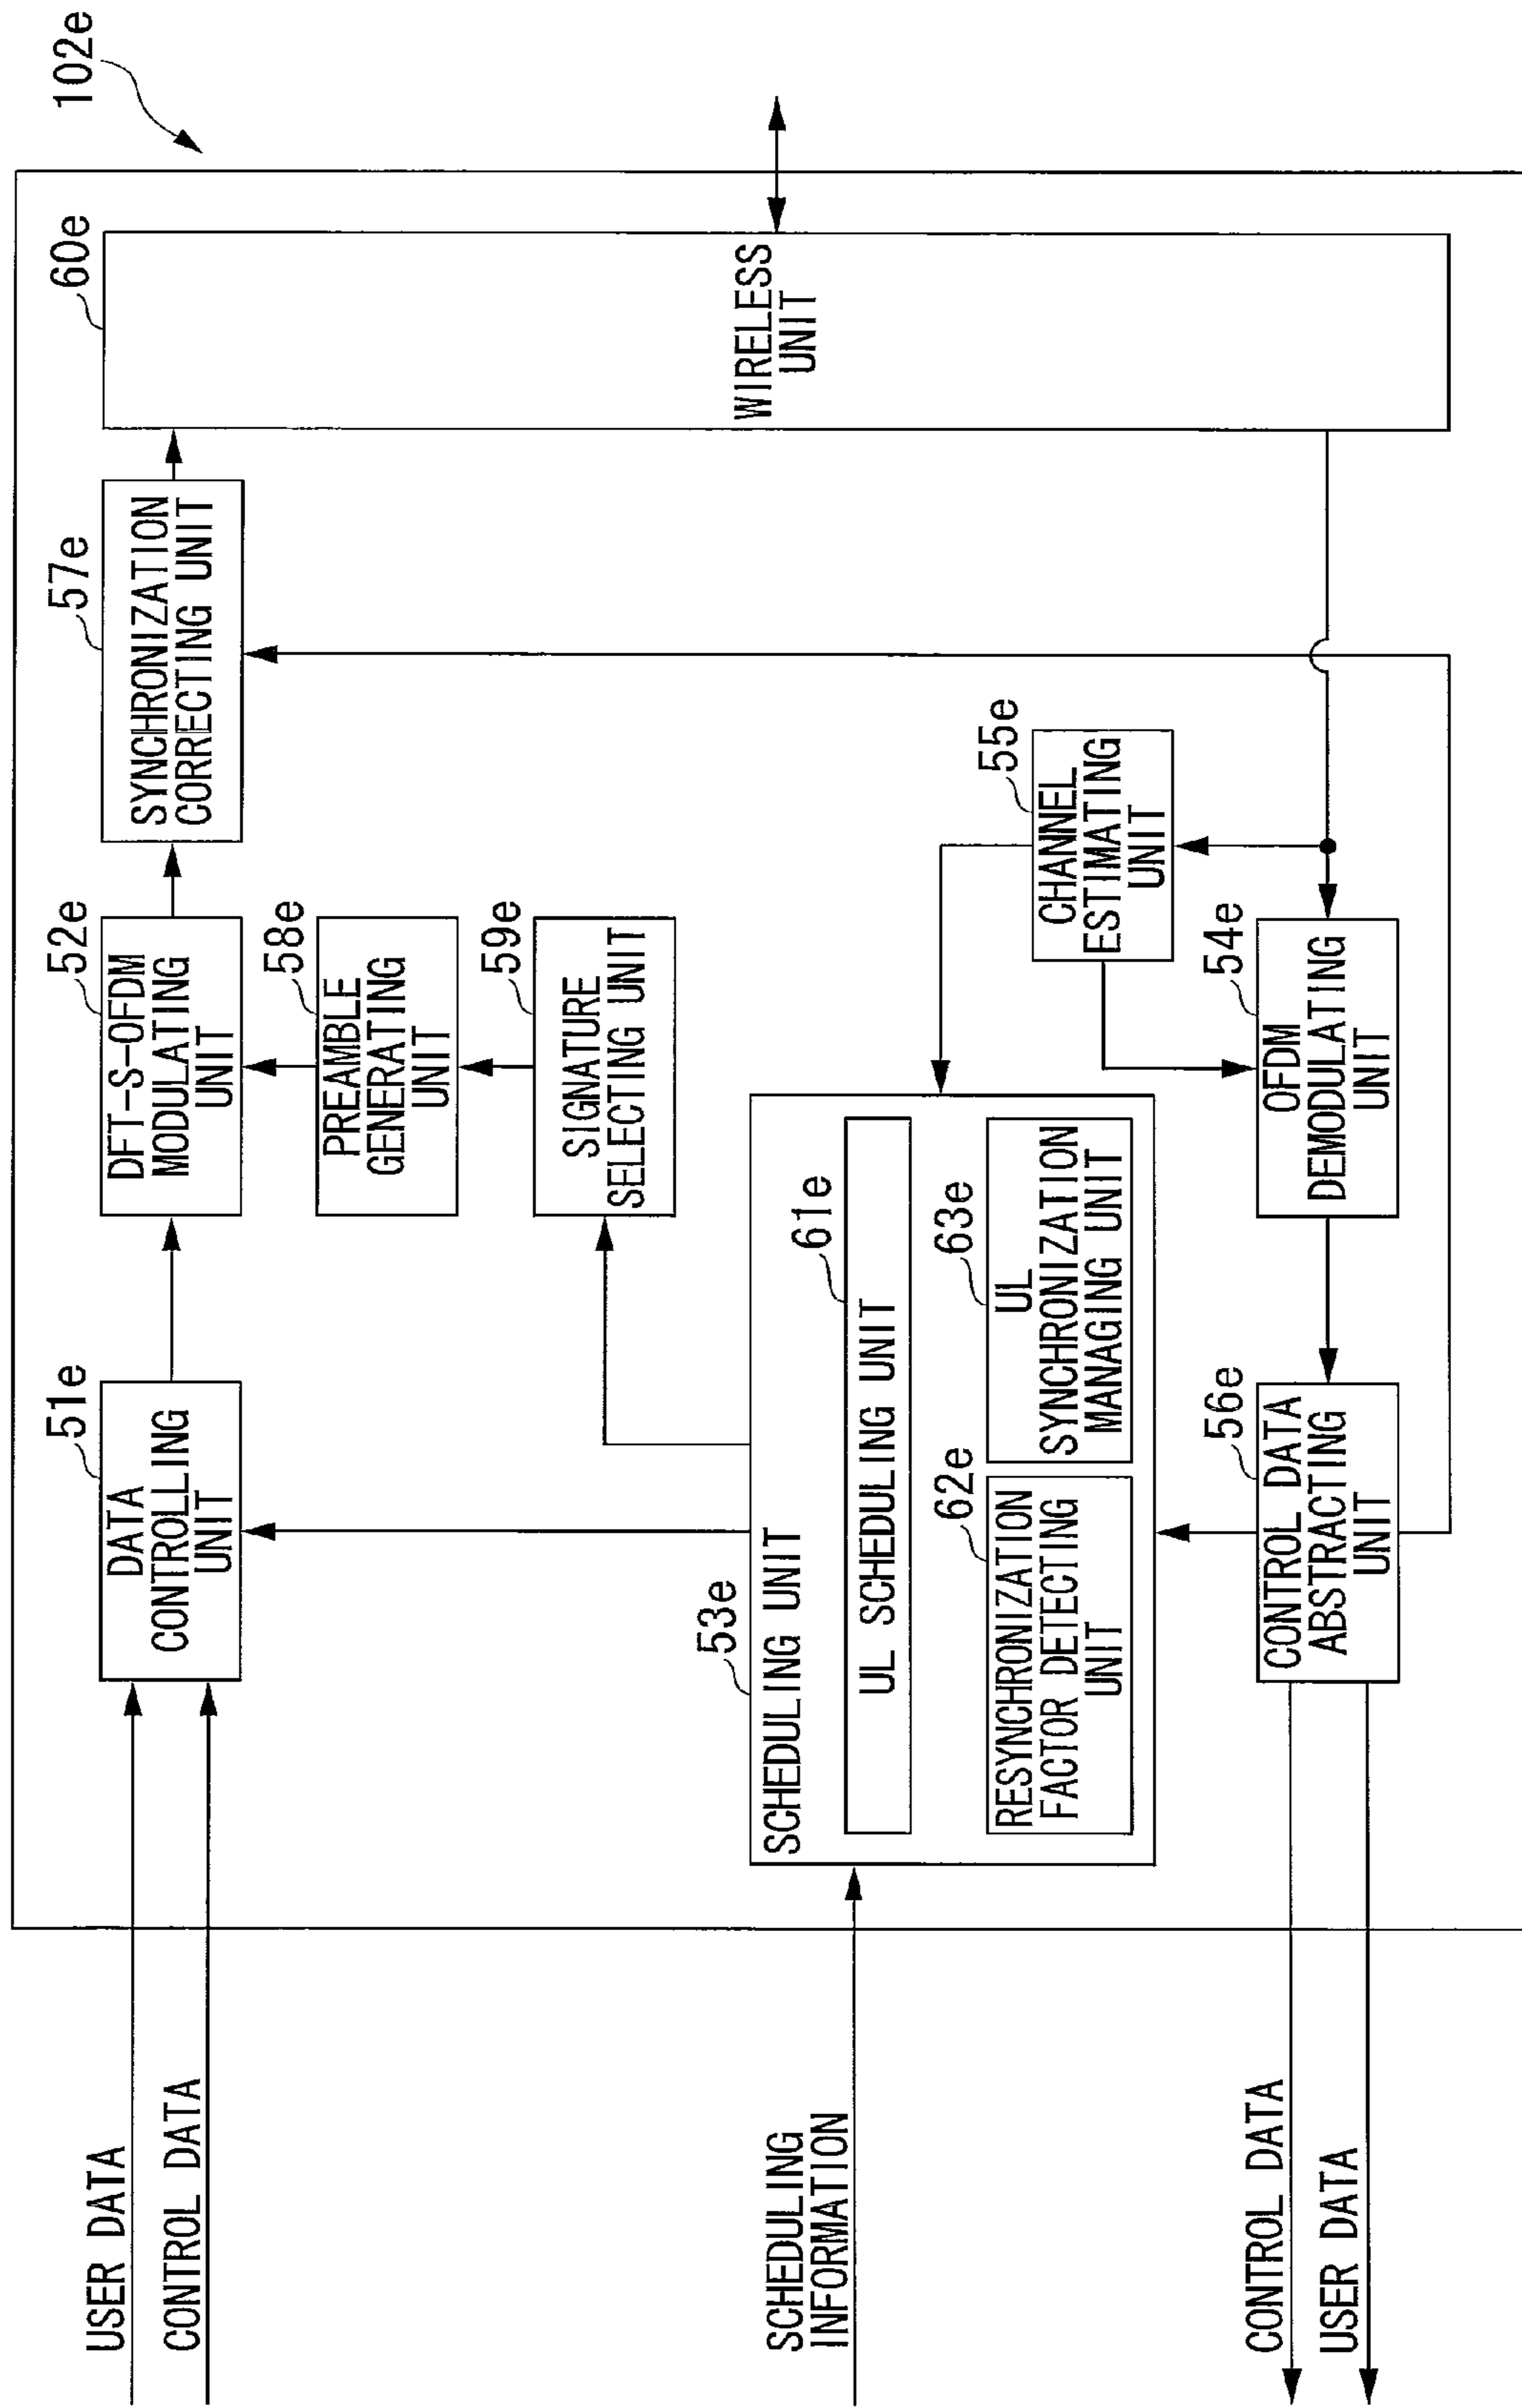 102e
USER DATA
CONTROL DATA
51e
DATA
CONTROLLING
UNIT
52e
DFT-S-OFDM
MODULATING
UNIT
57e
SYNCHRONIZATION
CORRECTING UNIT
60e
WIRELESS
UNIT
58e
PREAMBLE
GENERATING
UNIT
59e
SIGNATURE
SELECTING UNIT
SCHEDULING
INFORMATION
53e
SCHEDULING UNIT
61e
UL SCHEDULING UNIT
62e
RESYNCHRONIZATION
FACTOR DETECTING
UNIT
63e
UL
SYNCHRONIZATION
MANAGING UNIT
55e
CHANNEL
ESTIMATING
UNIT
54e
OFDM
DEMODULATING
UNIT
56e
CONTROL DATA
ABSTRACTING
UNIT
CONTROL DATA
USER DATA